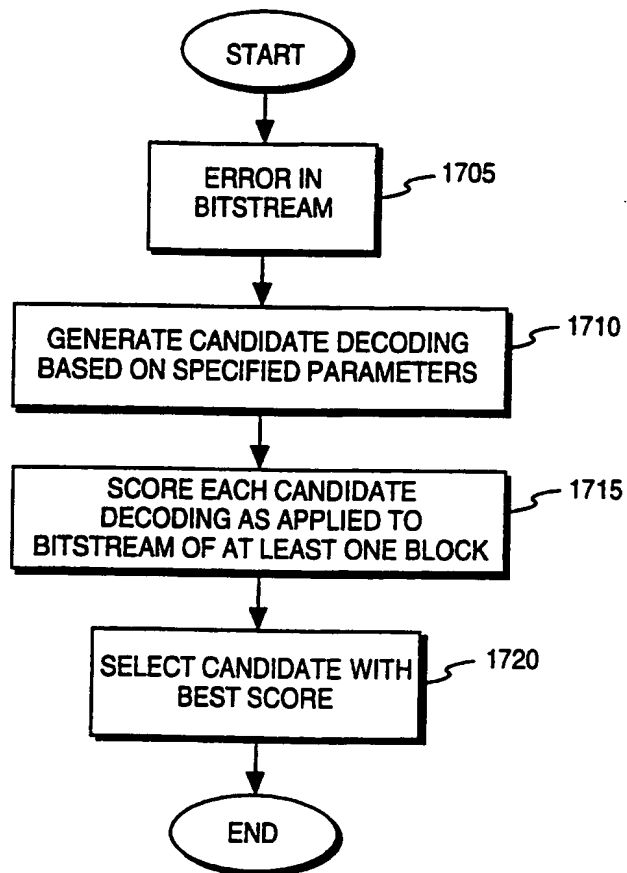 START
ERROR IN
BITSTREAM
1705
GENERATE CANDIDATE DECODING
BASED ON SPECIFIED PARAMETERS
1710
SCORE EACH CANDIDATE
DECODING AS APPLIED TO
BITSTREAM OF AT LEAST ONE BLOCK
1715
SELECT CANDIDATE WITH
BEST SCORE
1720
END